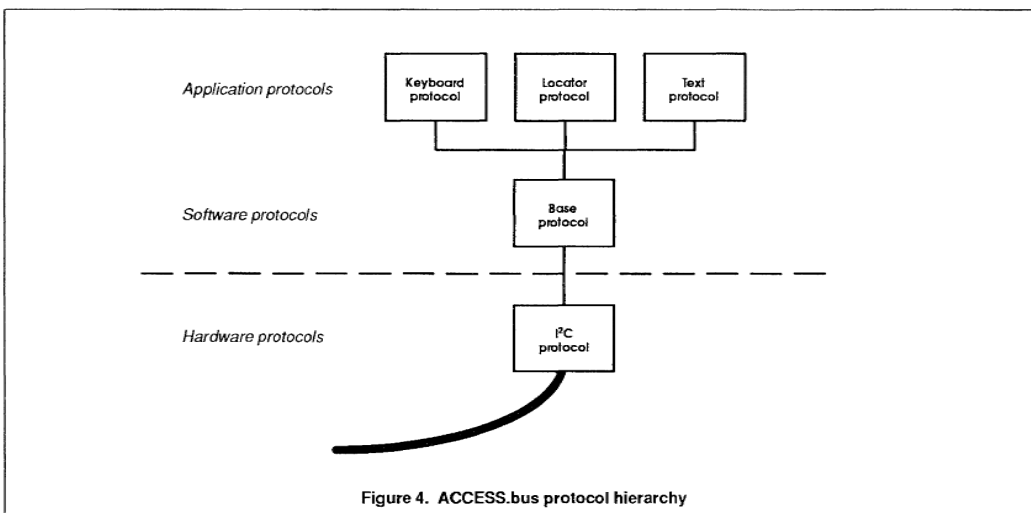 Application protocols
Keyboard
protocol
Locator
protocol
Text
protocol
Software protocols
Base
protocol
Hardware protocols
I²C
protocol
Figure 4. ACCESS.bus protocol hierarchy